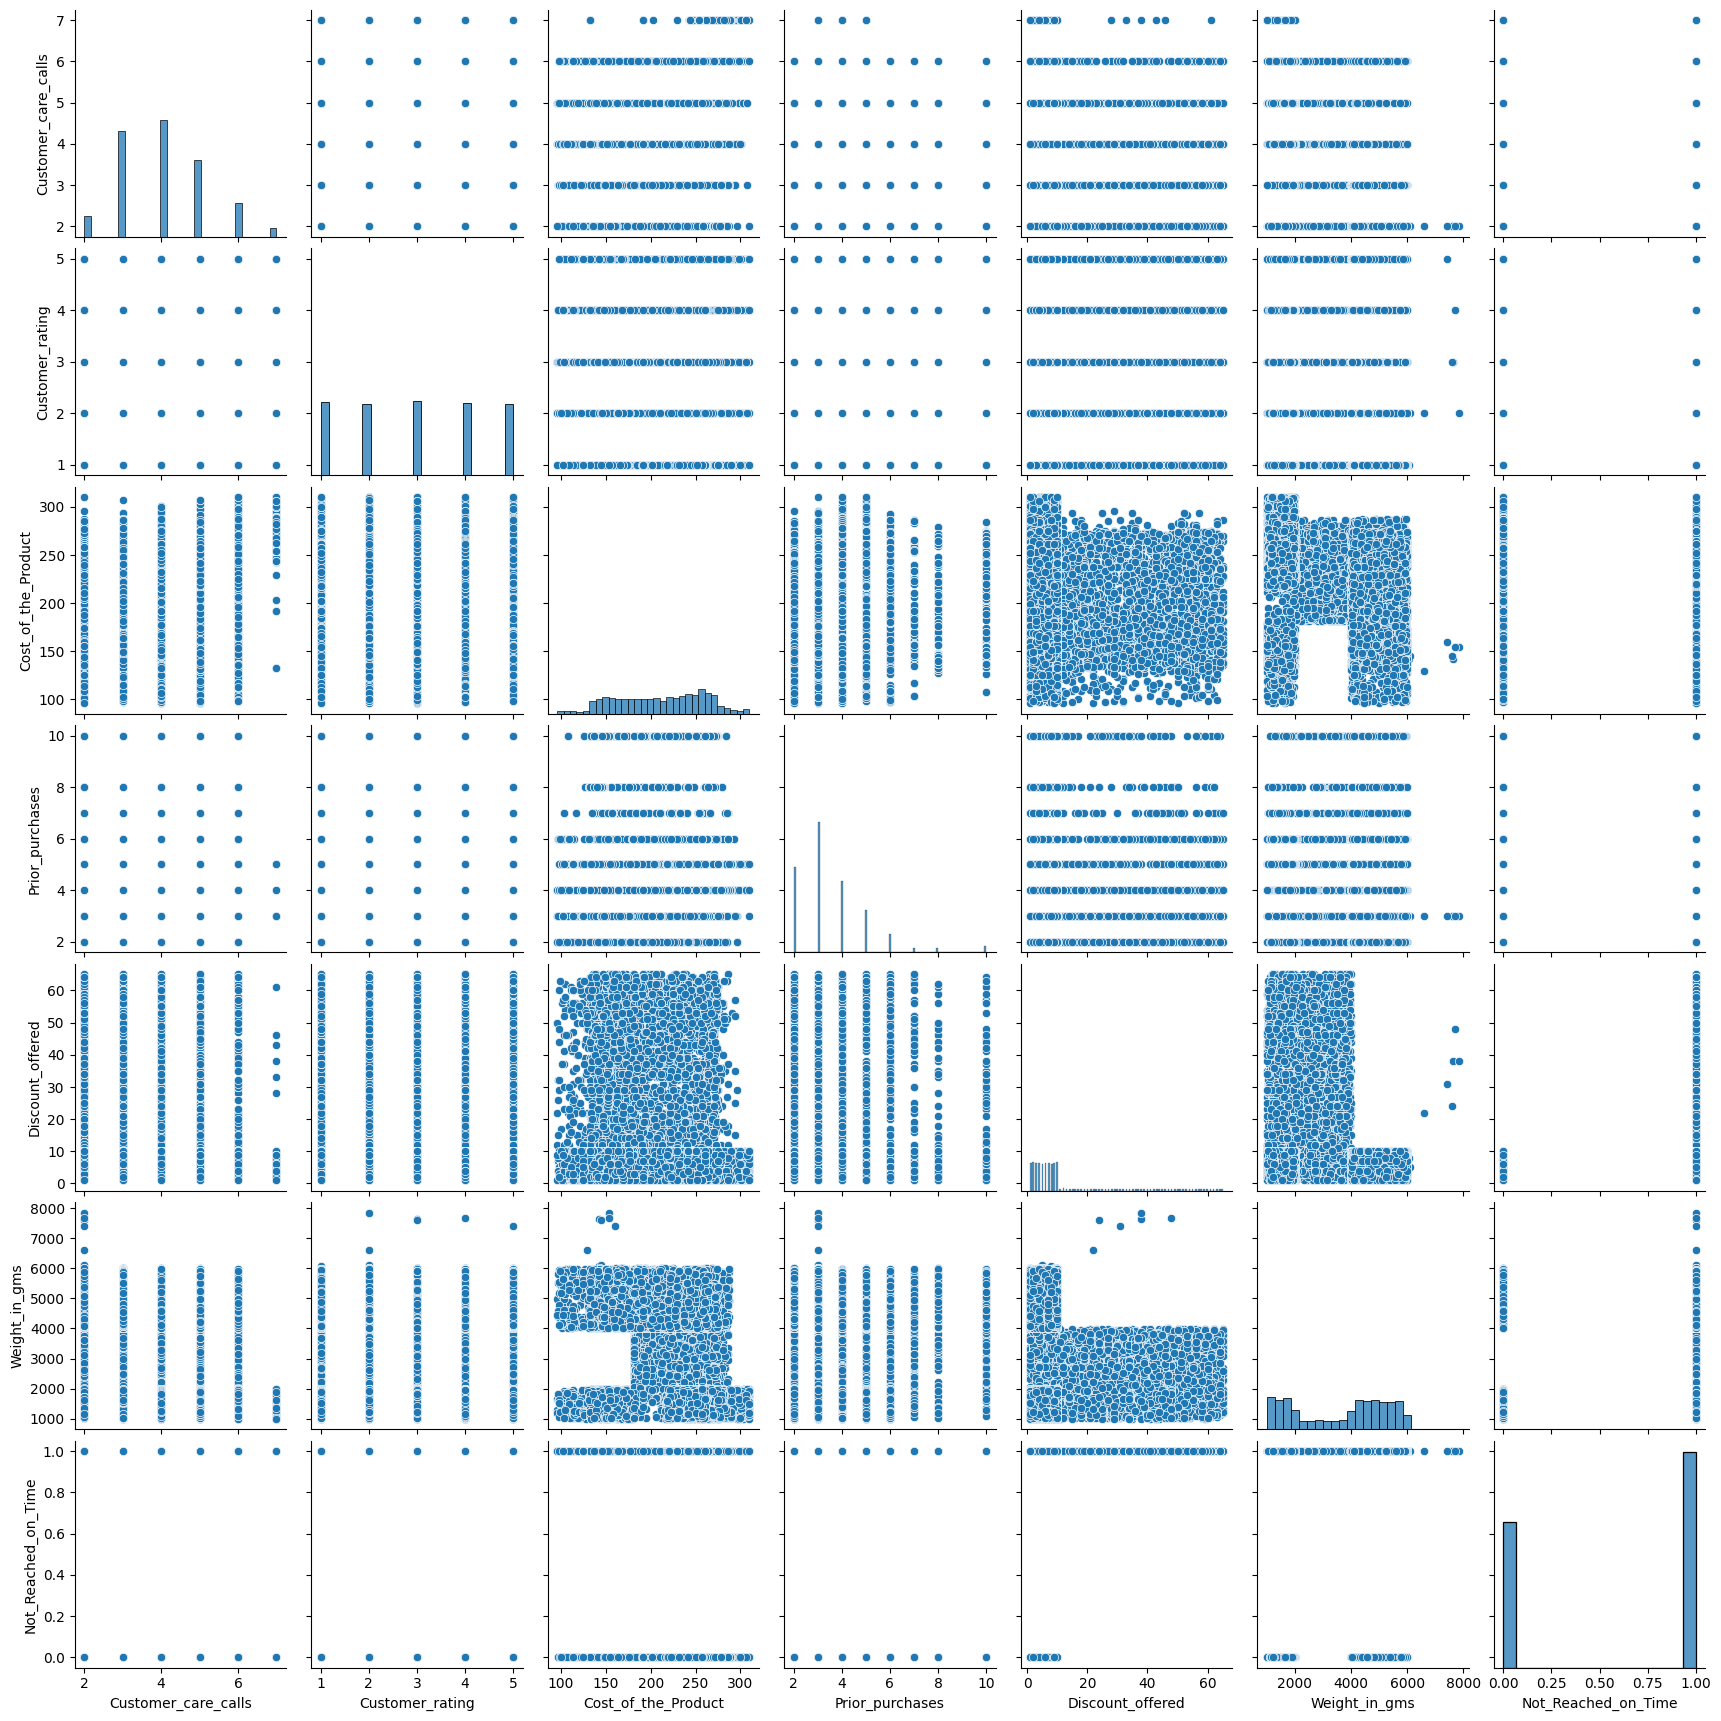 Customer_care_calls
7
6
5
4
3
2
Customer_rating
5
4
3
2
1
Cost_of_the_Product
300
250
200
150
100
Prior_purchases
10
8
6
4
2
Discount_offered
60
50
40
30
20
10
0
Weight_in_gms
8000
7000
6000
5000
4000
3000
2000
1000
Not_Reached_on_Time
1.0
0.8
0.6
0.4
0.2
0.0
2 4 6
1 2 3 4 5
100 150 200 250 300
2 4 6 8 10
0 20 40 60
2000 4000 6000 8000
0.00 0.25 0.50 0.75 1.00
Customer_care_calls
Customer_rating
Cost_of_the_Product
Prior_purchases
Discount_offered
Weight_in_gms
Not_Reached_on_Time